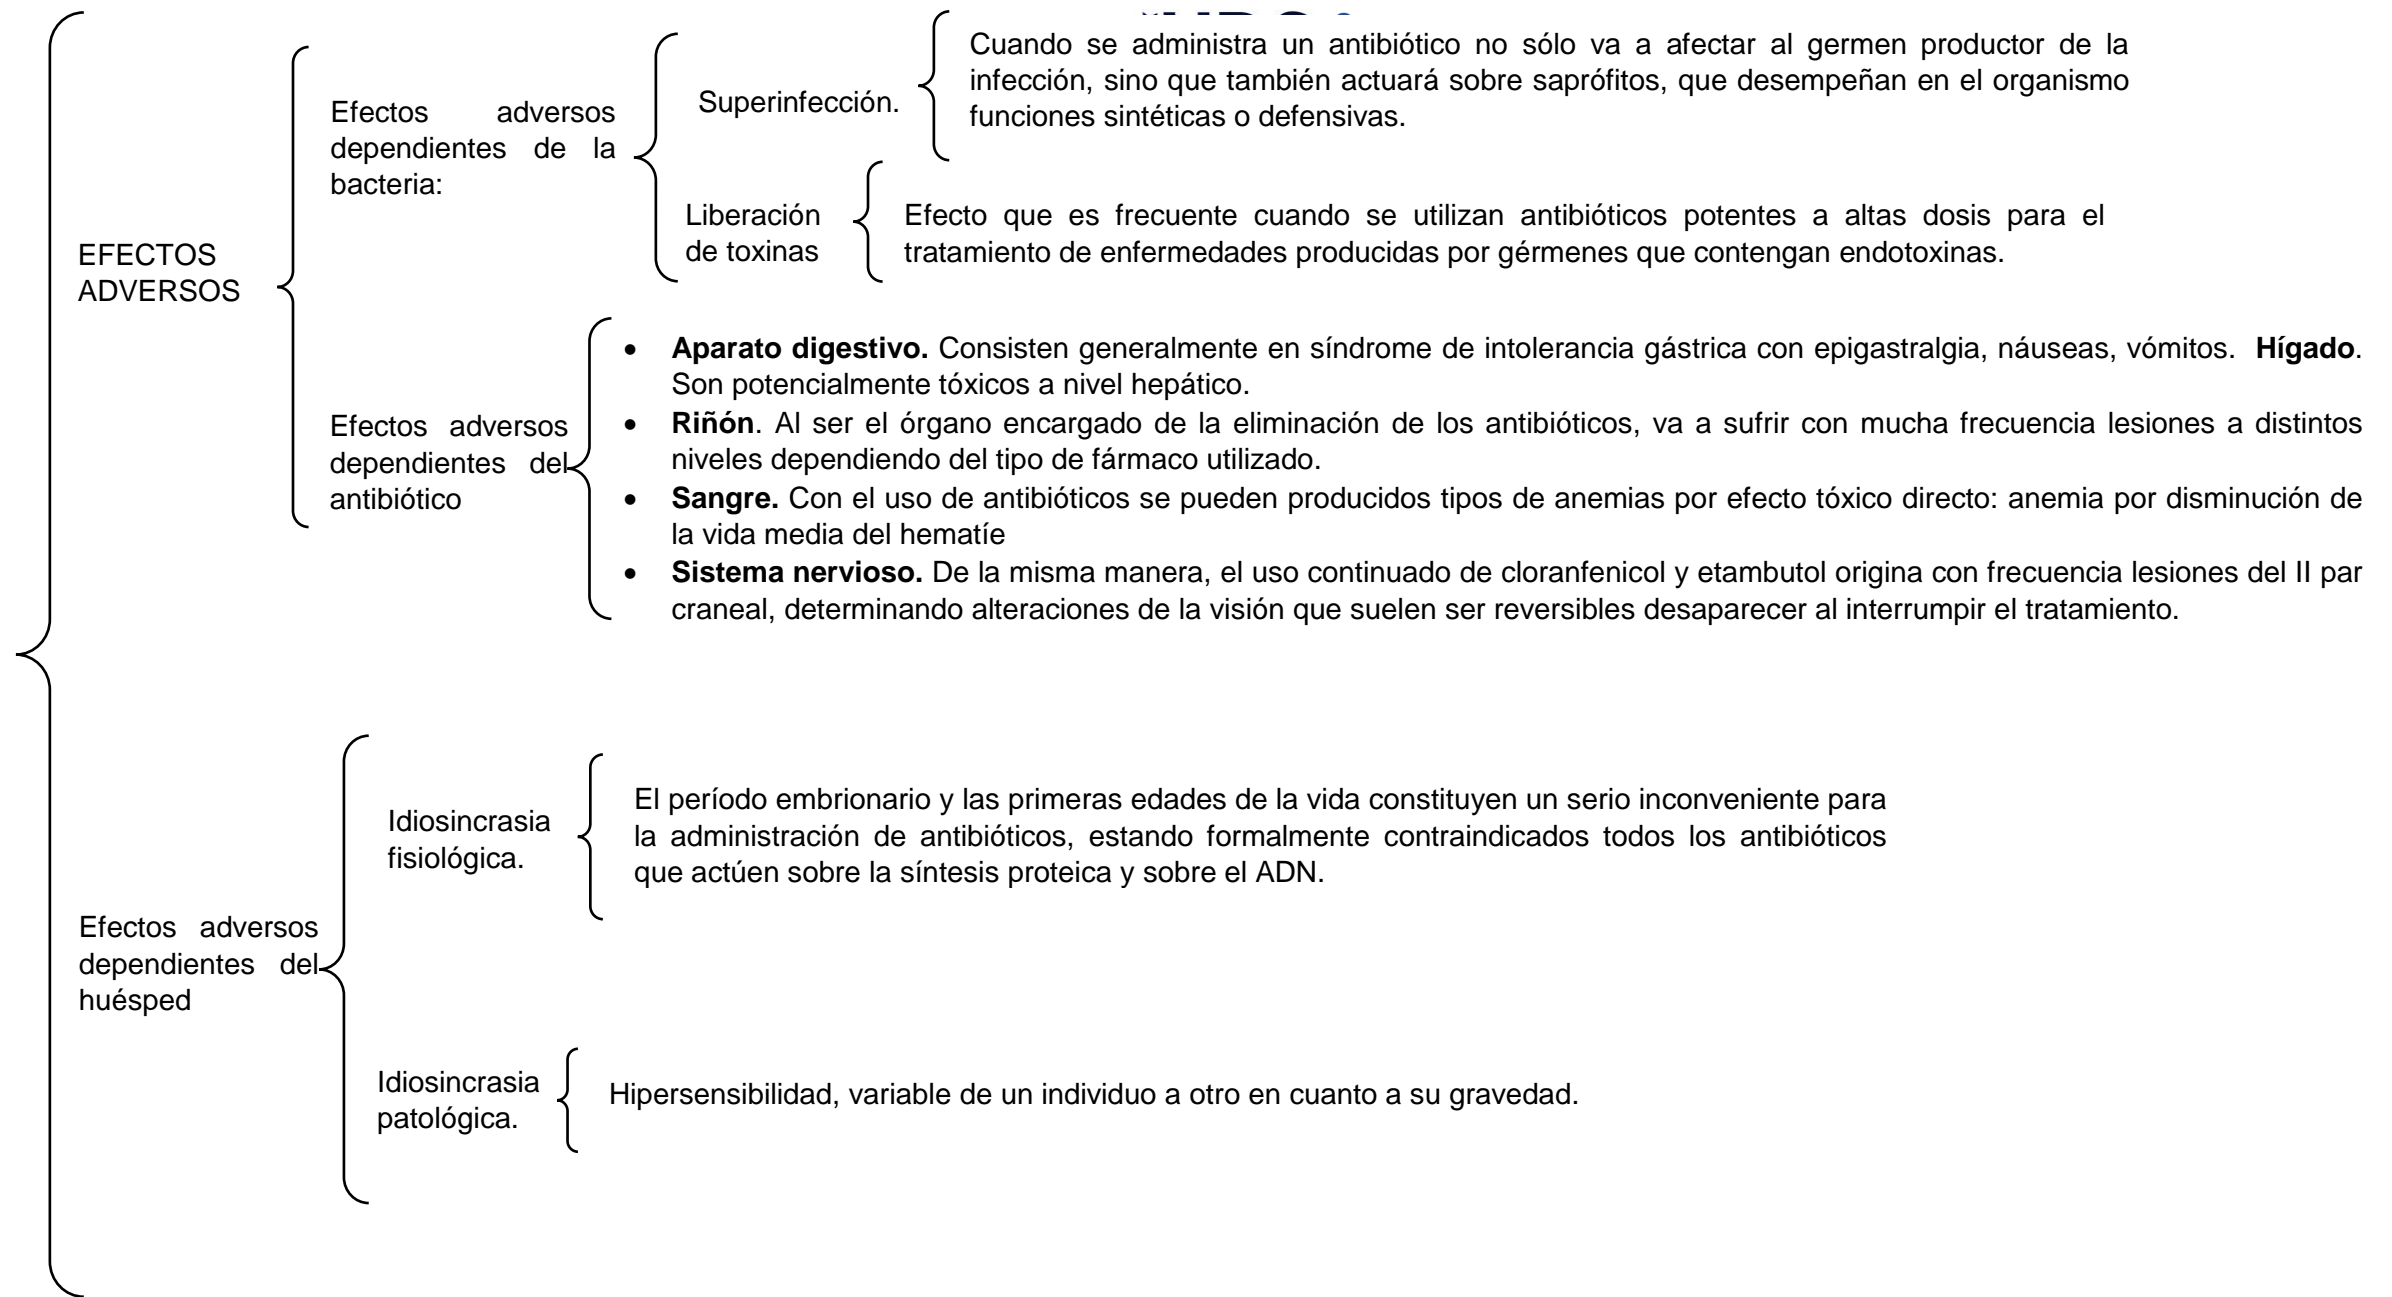 Cuando se administra un antibiótico no sólo va a afectar al germen productor de la
infección, sino que también actuará sobre saprófitos, que desempeñan en el organismo
funciones sintéticas o defensivas.
Superinfección.
Efectos adversos
dependientes de la
bacteria:
Liberación
de toxinas
Efecto que es frecuente cuando se utilizan antibióticos potentes a altas dosis para el
tratamiento de enfermedades producidas por gérmenes que contengan endotoxinas.
EFECTOS
ADVERSOS
Efectos adversos
dependientes del
antibiótico
• Aparato digestivo. Consisten generalmente en síndrome de intolerancia gástrica con epigastralgia, náuseas, vómitos. Hígado.
Son potencialmente tóxicos a nivel hepático.
• Riñón. Al ser el órgano encargado de la eliminación de los antibióticos, va a sufrir con mucha frecuencia lesiones a distintos
niveles dependiendo del tipo de fármaco utilizado.
• Sangre. Con el uso de antibióticos se pueden producidos tipos de anemias por efecto tóxico directo: anemia por disminución de
la vida media del hematíe
• Sistema nervioso. De la misma manera, el uso continuado de cloranfenicol y etambutol origina con frecuencia lesiones del II par
craneal, determinando alteraciones de la visión que suelen ser reversibles desaparecer al interrumpir el tratamiento.
Efectos adversos
dependientes del
huésped
Idiosincrasia
fisiológica.
El período embrionario y las primeras edades de la vida constituyen un serio inconveniente para
la administración de antibióticos, estando formalmente contraindicados todos los antibióticos
que actúen sobre la síntesis proteica y sobre el ADN.
Idiosincrasia
patológica.
Hipersensibilidad, variable de un individuo a otro en cuanto a su gravedad.